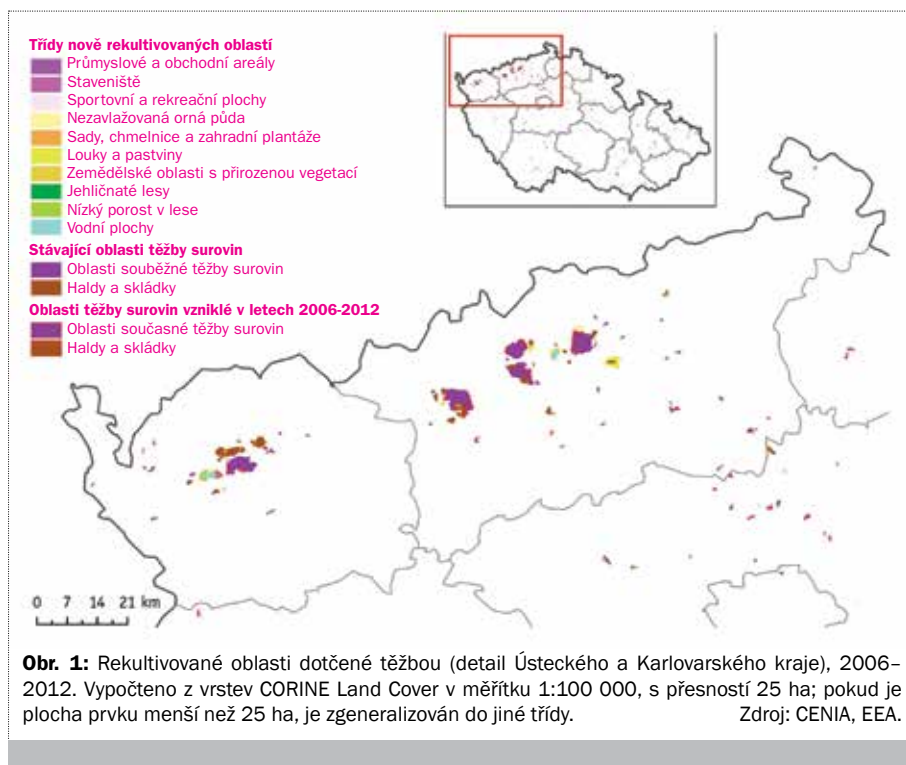 Třídy nově rekultivovaných oblastí
Průmyslové a obchodní areály
Staveniště
Sportovní a rekreační plochy
Nezavlažovaná orná půda
Sady, chmelnice a zahradní plantáže
Louky a pastviny
Zemědělské oblasti s přirozenou vegetací
Jehličnaté lesy
Nízký porost v lese
Vodní plochy
Stávající oblasti těžby surovin
Oblasti souběžné těžby surovin
Haldy a skládky
Oblasti těžby surovin vzniklé v letech 2006-2012
Oblasti současné těžby surovin
Haldy a skládky
0 7 14 21 km
Obr. 1: Rekultivované oblasti dotčené těžbou (detail Ústeckého a Karlovarského kraje), 2006–
2012. Vypočteno z vrstev CORINE Land Cover v měřítku 1:100 000, s přesností 25 ha; pokud je
plocha prvku menší než 25 ha, je zgeneralizován do jiné třídy. Zdroj: CENIA, EEA.